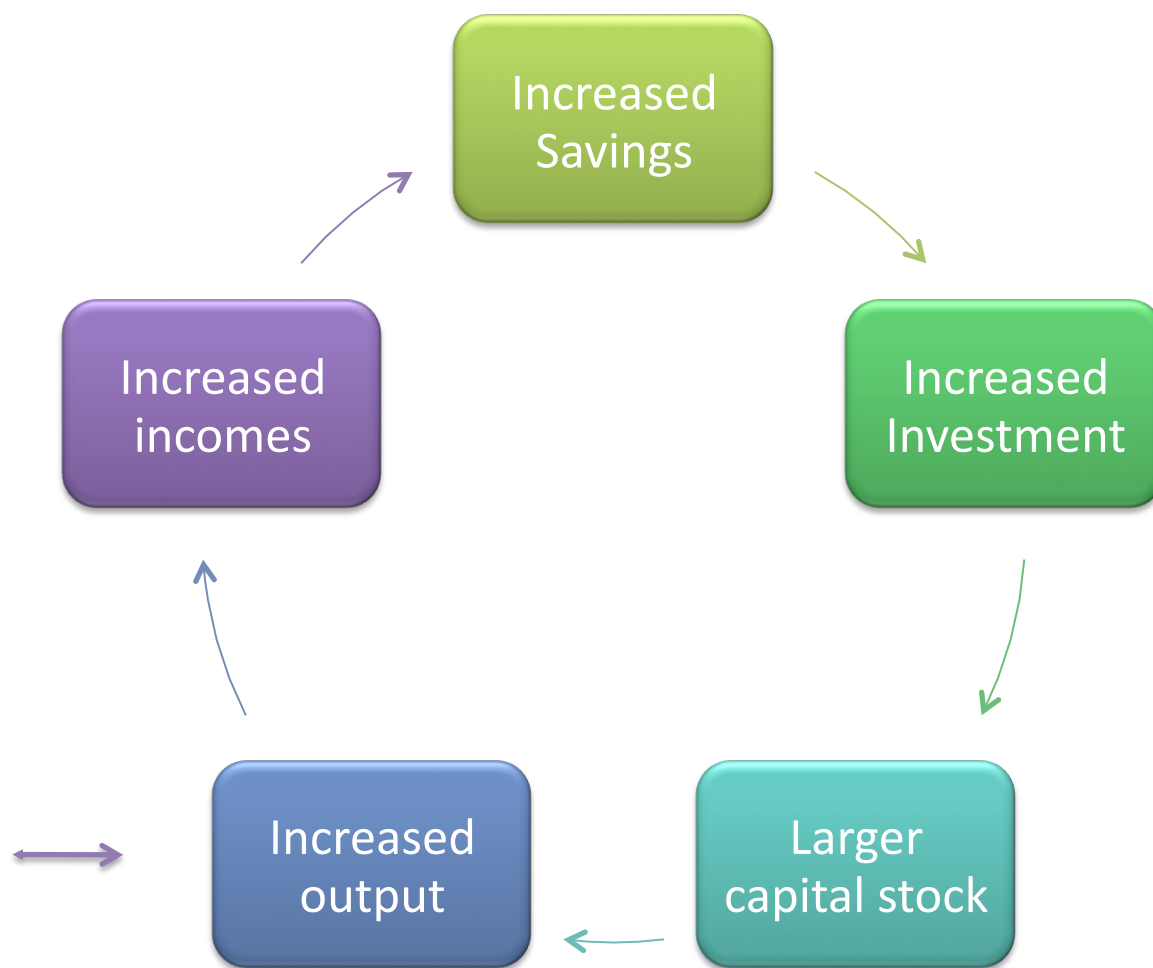 Increased
Savings
Increased
Investment
Larger
capital stock
Increased
output
Increased
incomes